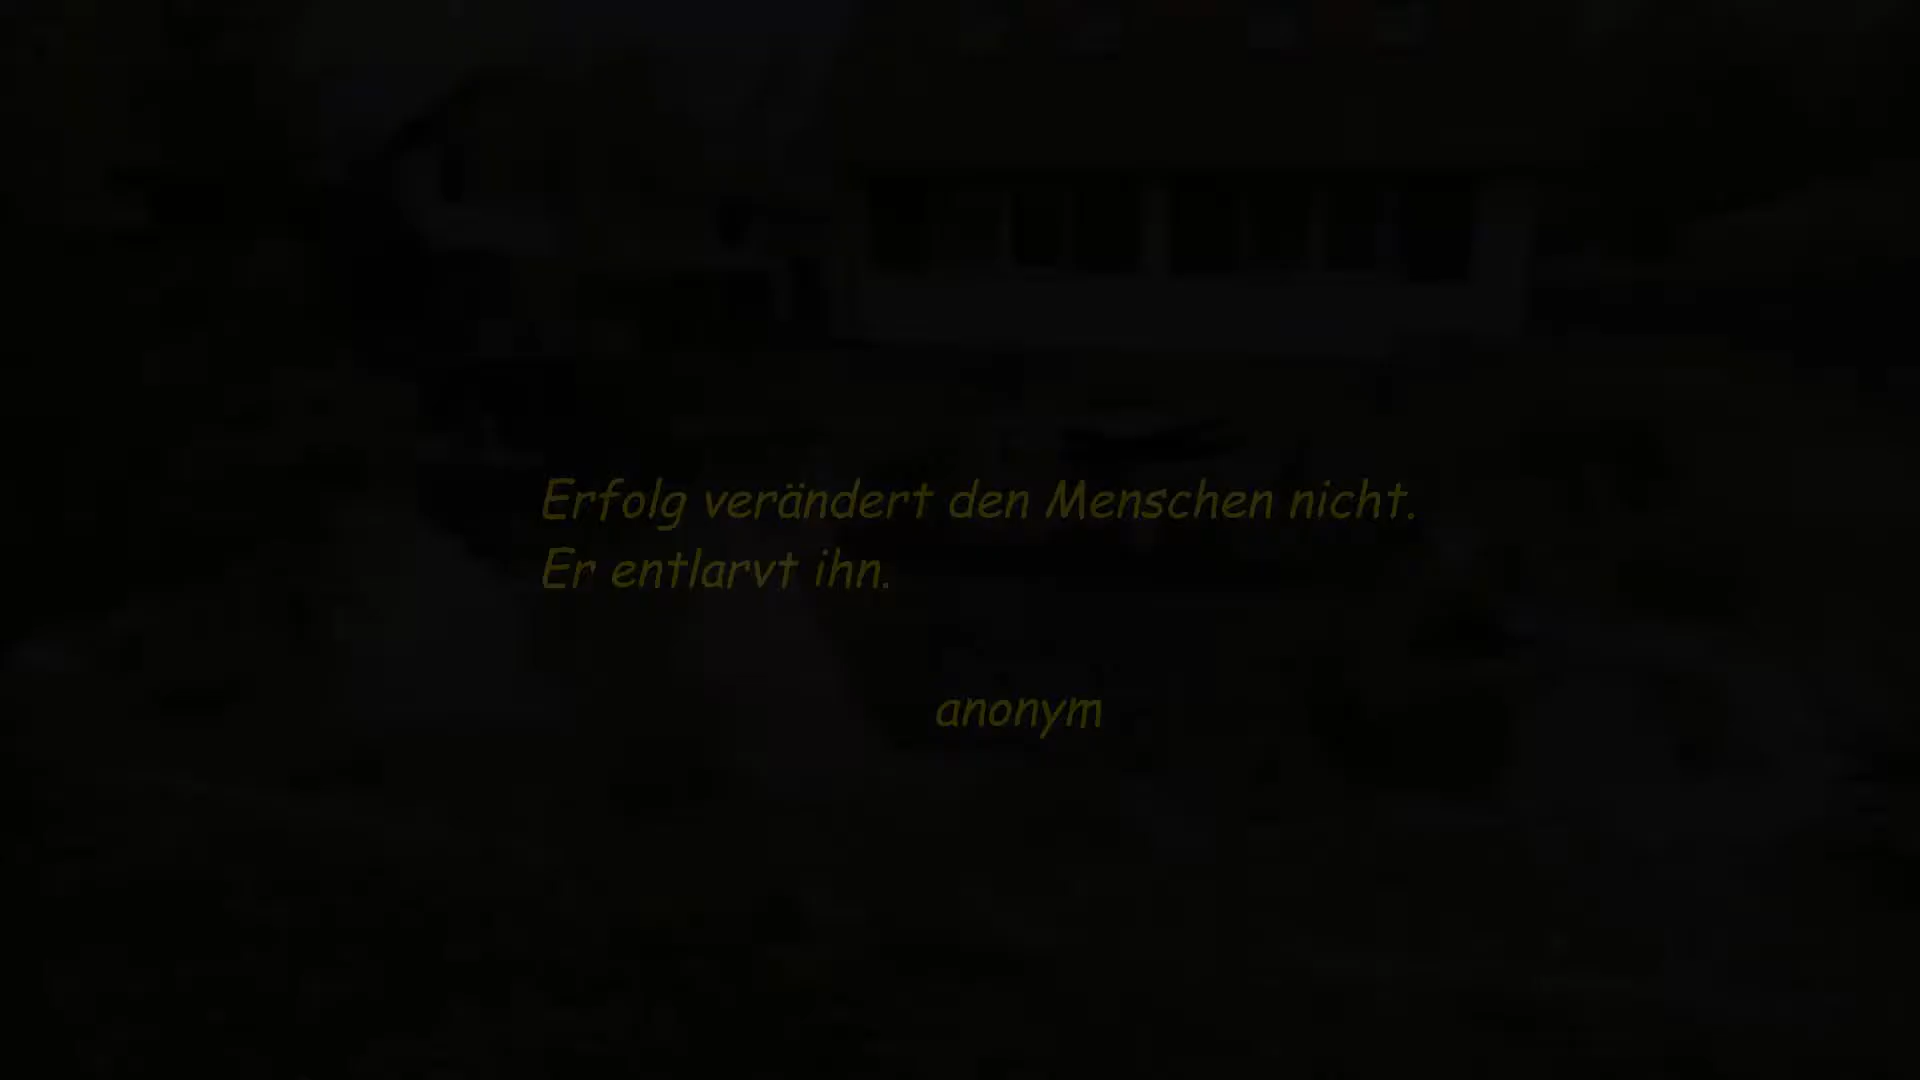 Erfolg verändert den Menschen nicht.
Er entlarvt ihn.
anonym